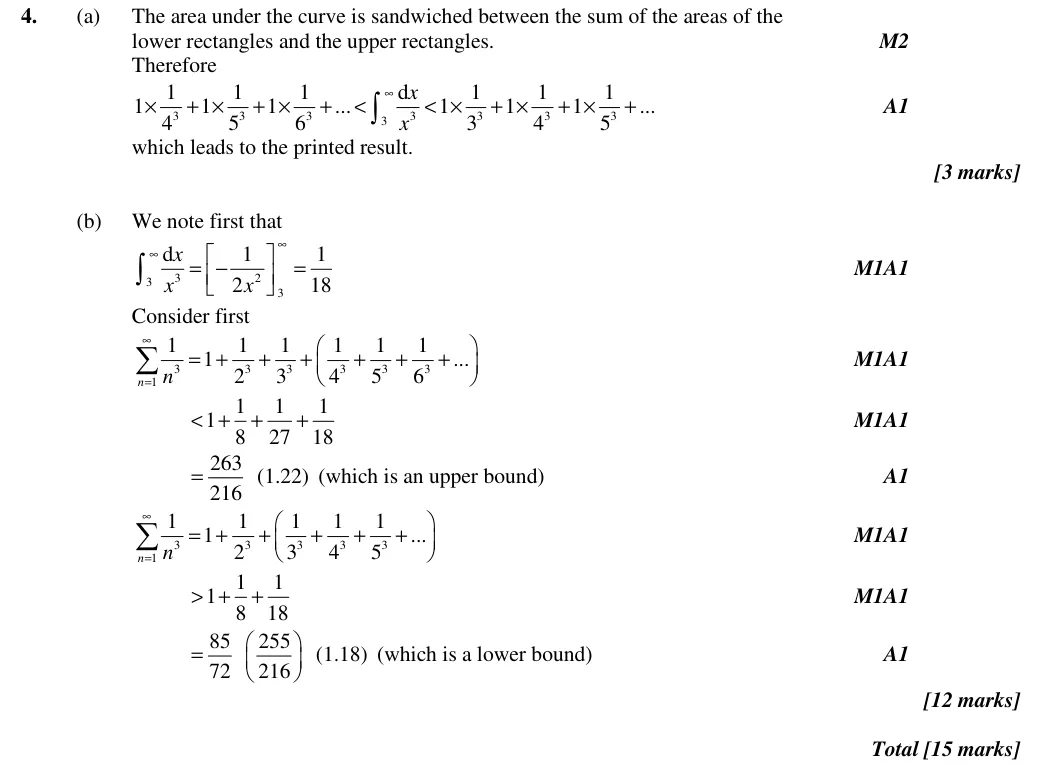 4. (a) The area under the curve is sandwiched between the sum of the areas of the
lower rectangles and the upper rectangles. M2
Therefore
1×1/4³ + 1×1/5³ + 1×1/6³ + ... < ∫₃^∞ dx/x³ < 1×1/3³ + 1×1/4³ + 1×1/5³ + ... A1
which leads to the printed result.
[3 marks]
(b) We note first that
∫₃^∞ dx/x³ = [−1/2x²]₃^∞ = 1/18 M1A1
Consider first
∑_{n=1}^∞ 1/n³ = 1 + 1/2³ + 1/3³ + (1/4³ + 1/5³ + 1/6³ + ...) M1A1
< 1 + 1/8 + 1/27 + 1/18 M1A1
= 263/216 (1.22) (which is an upper bound) A1
∑_{n=1}^∞ 1/n³ = 1 + 1/2³ + (1/3³ + 1/4³ + 1/5³ + ...) M1A1
> 1 + 1/8 + 1/18 M1A1
= 85/72 (255/216) (1.18) (which is a lower bound) A1
[12 marks]
Total [15 marks]